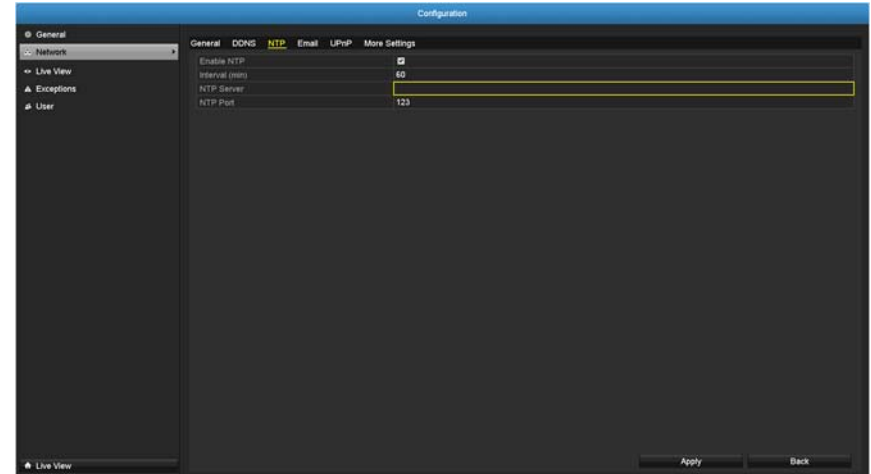 Configuration
General
Network
Live View
Exceptions
User
General DDNS NTP Email UPnP More Settings
Enable NTP
Interval (min) 60
NTP Server
NTP Port 123
Live View
Apply Back